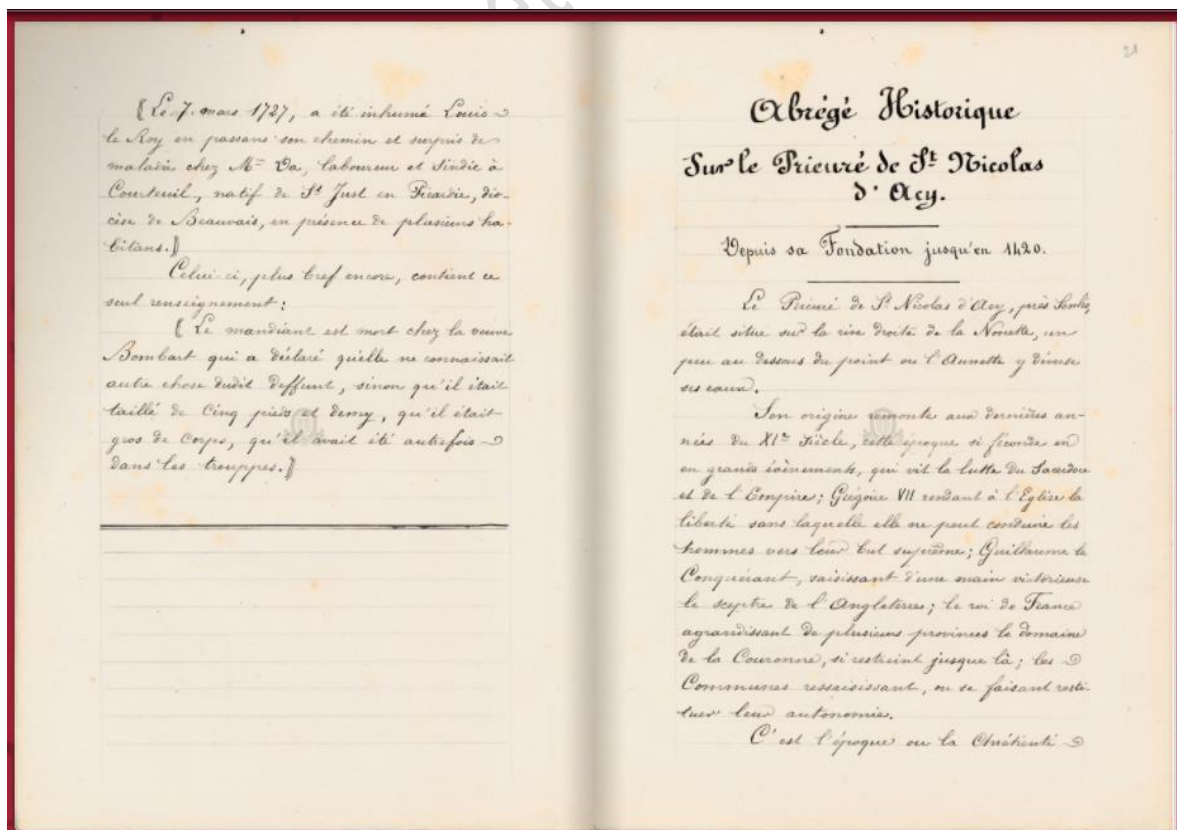 ⟦Le 7. mars 1727, a été inhumé Louis
le Roy en passans son chemin et surpris de
maladie chez Mre Va, laboureur et Sindic à
Courteuil, natif de St Just en Picardie, dio-
cèse de Beauvais, en présence de plusieurs ha-
bitans.⟧
Celui-ci, plus bref encore, contient ce
seul renseignement:
⟦Le mandiant est mort chez la veuve
Bombart qui a déclaré qu'elle ne connaissait
autre chose dudit deffunt, sinon qu'il était
taillé de Cinq pieds et demy, qu'il était
gros de Corps, qu'il avait été autrefois
dans les trouppes.⟧
21
Abrégé Historique
Sur le Prieuré de St Nicolas
d'Acy.
Depuis sa Fondation jusqu'en 1420.
Le Prieuré de St Nicolas d'Acy, près Senlis,
était situé sur la rive droite de la Nonette, un
peu au dessous du point ou l'Aunette y déverse
ses eaux.
Son origine remonte aux dernières an-
nées du XIme Siècle, cette époque si féconde en
en grands évènements, qui vit la lutte du Sacerdoce
et de l'Empire; Grégoire VII rendant à l'Eglise la
liberté sans laquelle elle ne peut conduire les
hommes vers leur but suprême; Guillaume le
Conquérant, saisissant d'une main victorieuse
le sceptre de l'Angleterre; le roi de France
agrandissant de plusieurs provinces le domaine
de la Couronne, si restreint jusque là; les
Communes ressaisissant, ou se faisant resti-
tuer leur autonomie.
C'est l'époque ou la Chrétienté